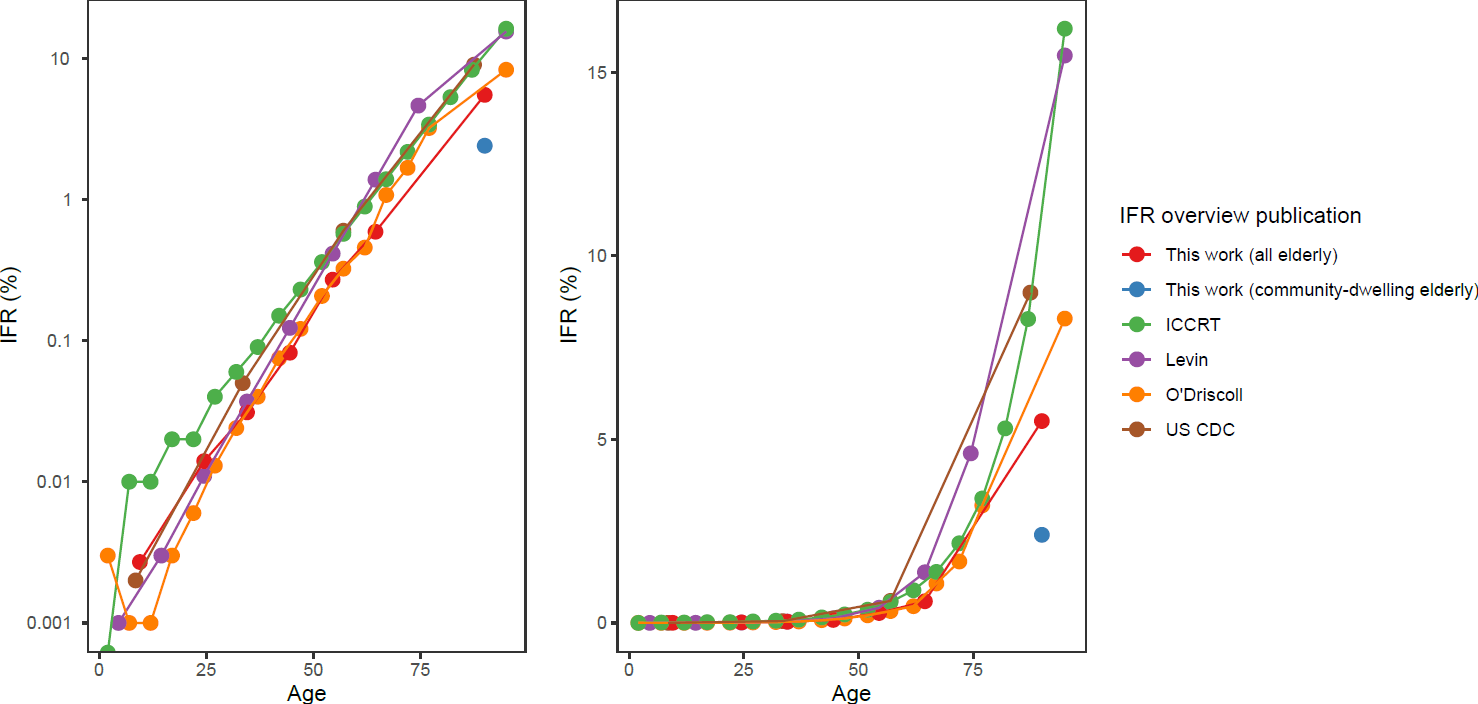 10
1
0.1
0.01
0.001
IFR (%)
0
25
50
75
Age
15
10
5
0
IFR (%)
0
25
50
75
Age
IFR overview publication
This work (all elderly)
This work (community-dwelling elderly)
ICCRT
Levin
O'Driscoll
US CDC